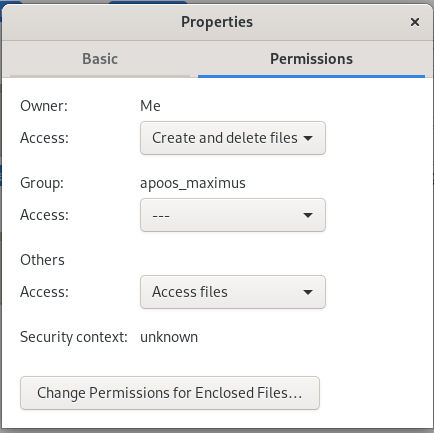 Properties ×
Basic Permissions
Owner: Me
Access: Create and delete files
Group: apoos_maximus
Access: ---
Others
Access: Access files
Security context: unknown
Change Permissions for Enclosed Files…